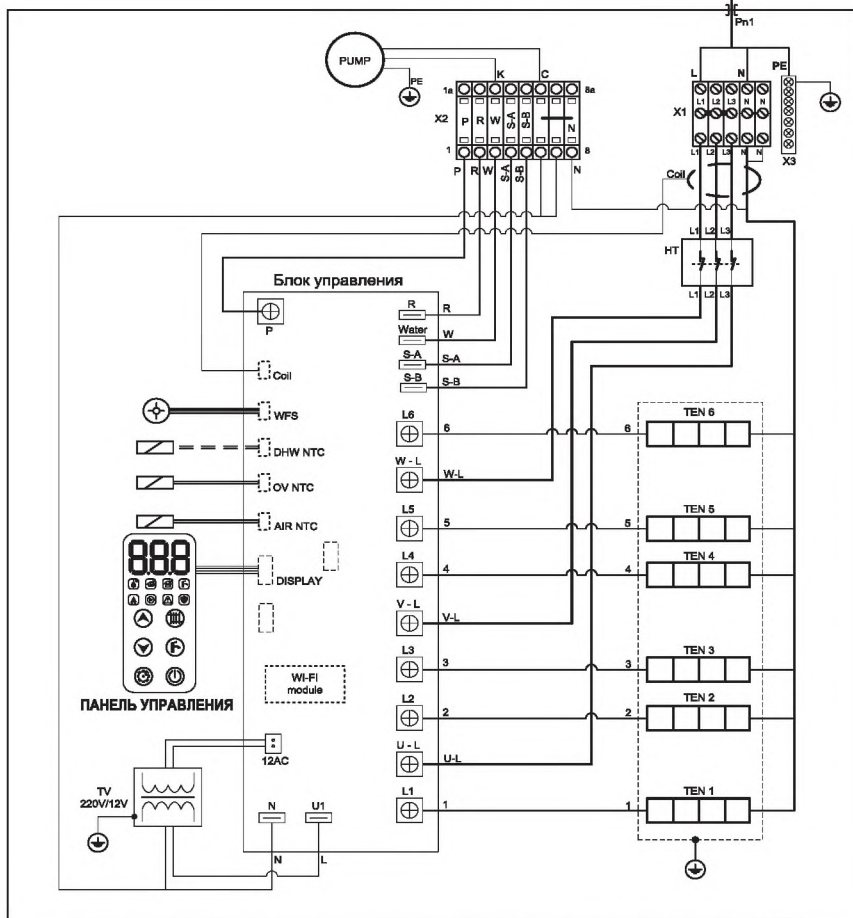 Pn1
PUMP
PE
K
C
1a
8a
X2
P
R
W
S-A
S-B
N
1
8
P
R
W
S-A
S-B
N
L
N
PE
L1
L2
L3
N
N
X1
L1
L2
L3
N
N
X3
Coil
L1
L2
L3
HT
L1
L2
L3
Блок управления
P
R
R
Water
W
S-A
S-A
S-B
S-B
Coil
WFS
DHW NTC
OV NTC
AIR NTC
888
DISPLAY
WI-FI
module
ПАНЕЛЬ УПРАВЛЕНИЯ
L6
6
6
TEN 6
W - L
W-L
L5
5
5
TEN 5
L4
4
4
TEN 4
V - L
V-L
L3
3
3
TEN 3
L2
2
2
TEN 2
U - L
U-L
L1
1
1
TEN 1
12AC
TV
220V/12V
N
U1
N
L